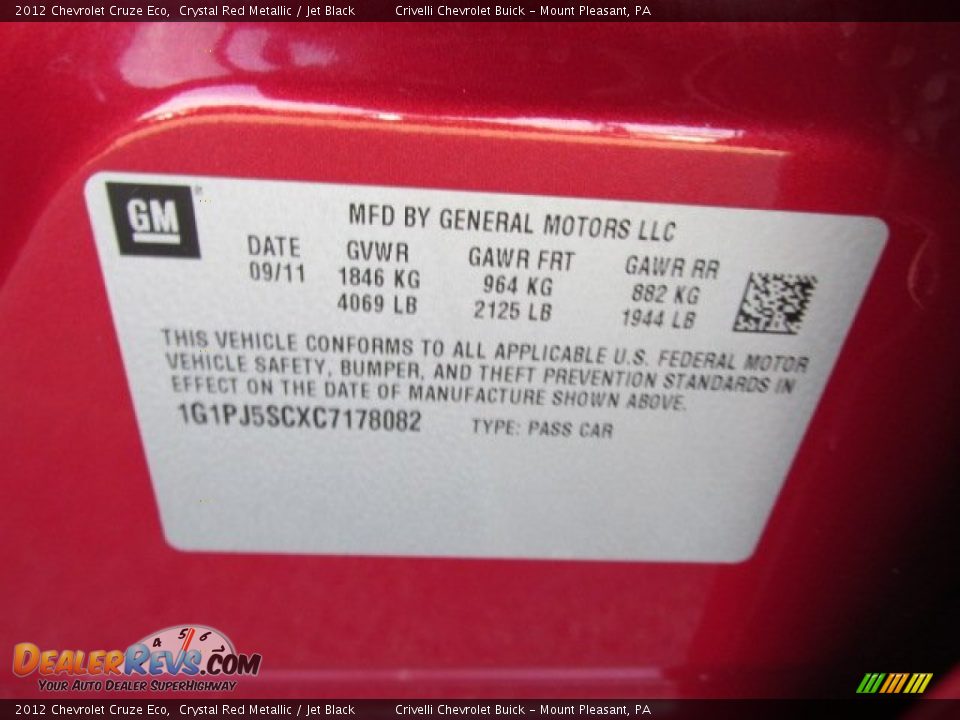 2012 Chevrolet Cruze Eco,  Crystal Red Metallic / Jet Black          Crivelli Chevrolet Buick - Mount Pleasant, PA
GM®
MFD BY GENERAL MOTORS LLC
DATE GVWR GAWR FRT GAWR RR
09/11 1846 KG 964 KG 882 KG
4069 LB 2125 LB 1944 LB
THIS VEHICLE CONFORMS TO ALL APPLICABLE U.S. FEDERAL MOTOR
VEHICLE SAFETY, BUMPER, AND THEFT PREVENTION STANDARDS IN
EFFECT ON THE DATE OF MANUFACTURE SHOWN ABOVE.
1G1PJ5SCXC7178082 TYPE: PASS CAR
4 5 6
DEALERREVS.COM
YOUR AUTO DEALER SUPERHIGHWAY
2012 Chevrolet Cruze Eco,  Crystal Red Metallic / Jet Black          Crivelli Chevrolet Buick - Mount Pleasant, PA